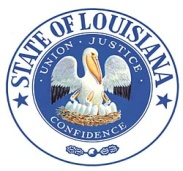 STATE OF LOUISIANA
UNION · JUSTICE
CONFIDENCE